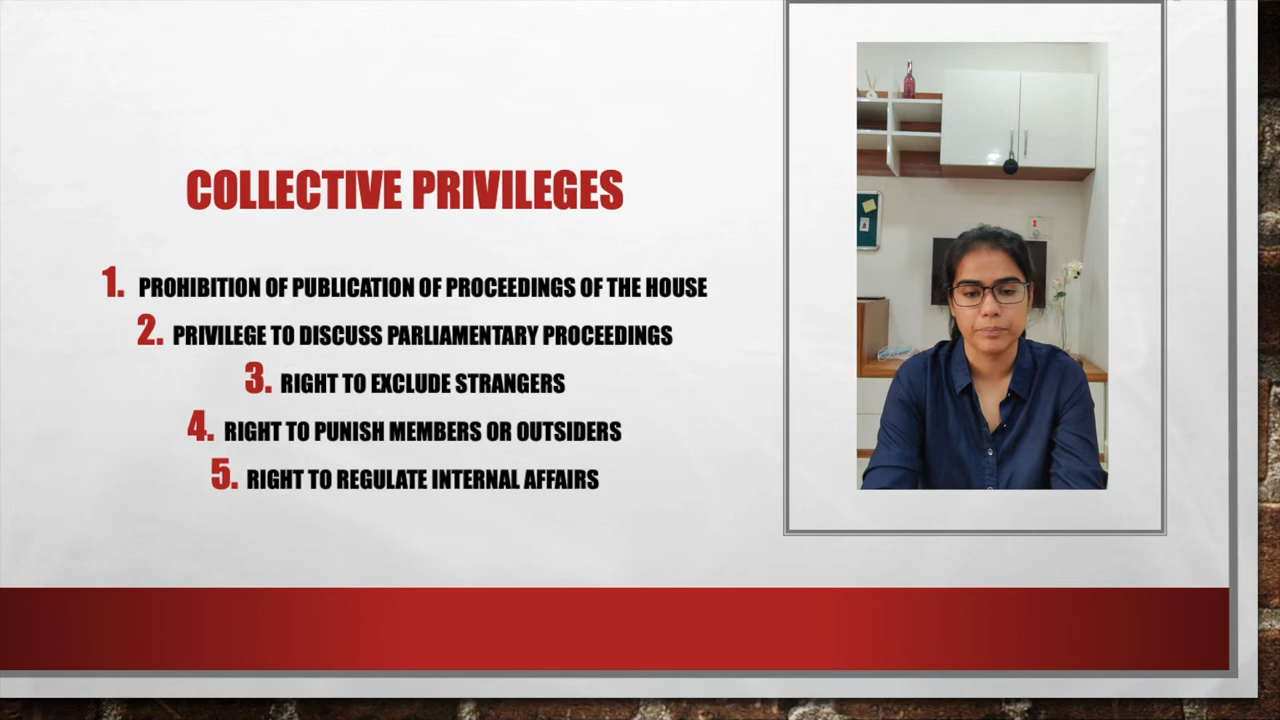 COLLECTIVE PRIVILEGES
1. PROHIBITION OF PUBLICATION OF PROCEEDINGS OF THE HOUSE
2. PRIVILEGE TO DISCUSS PARLIAMENTARY PROCEEDINGS
3. RIGHT TO EXCLUDE STRANGERS
4. RIGHT TO PUNISH MEMBERS OR OUTSIDERS
5. RIGHT TO REGULATE INTERNAL AFFAIRS